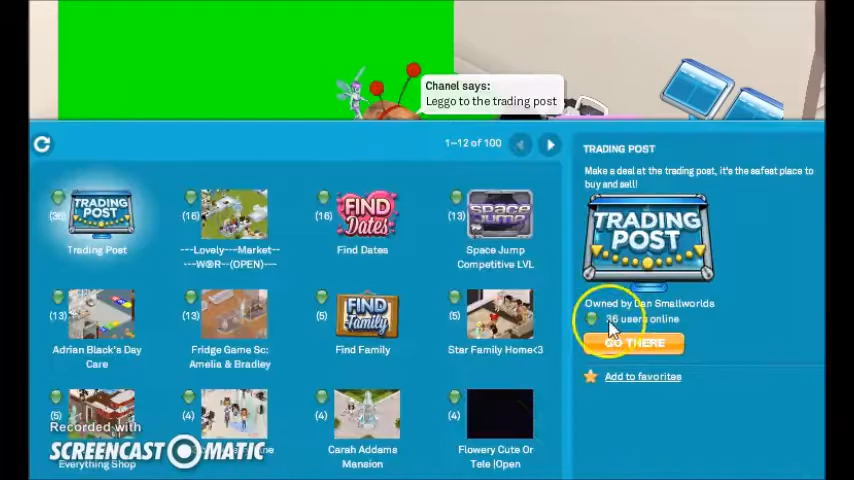 Chanel says:
Leggo to the trading post
1-12 of 100
TRADING POST
Make a deal at the trading post, it's the safest place to
buy and sell!
TRADING
POST
Owned by Dan Smallworlds
36 users online
GO THERE
Add to favorites
(36)
TRADING
POST
Trading Post
(16)
---Lovely---Market--
--W®R--(OPEN)---
(16)
FIND
Dates
Find Dates
(13)
SPACE
JUMP
Space Jump
Competitive LVL
(13)
Adrian Black's Day
Care
(13)
Fridge Game Sc:
Amelia & Bradley
(5)
FIND
Family
Find Family
(5)
Star Family Home<3
(5)
Everything Shop
(4)
(4)
Carah Addams
Mansion
(4)
Flowery Cute Or
Tele |Open
Recorded with
SCREENCAST MATIC